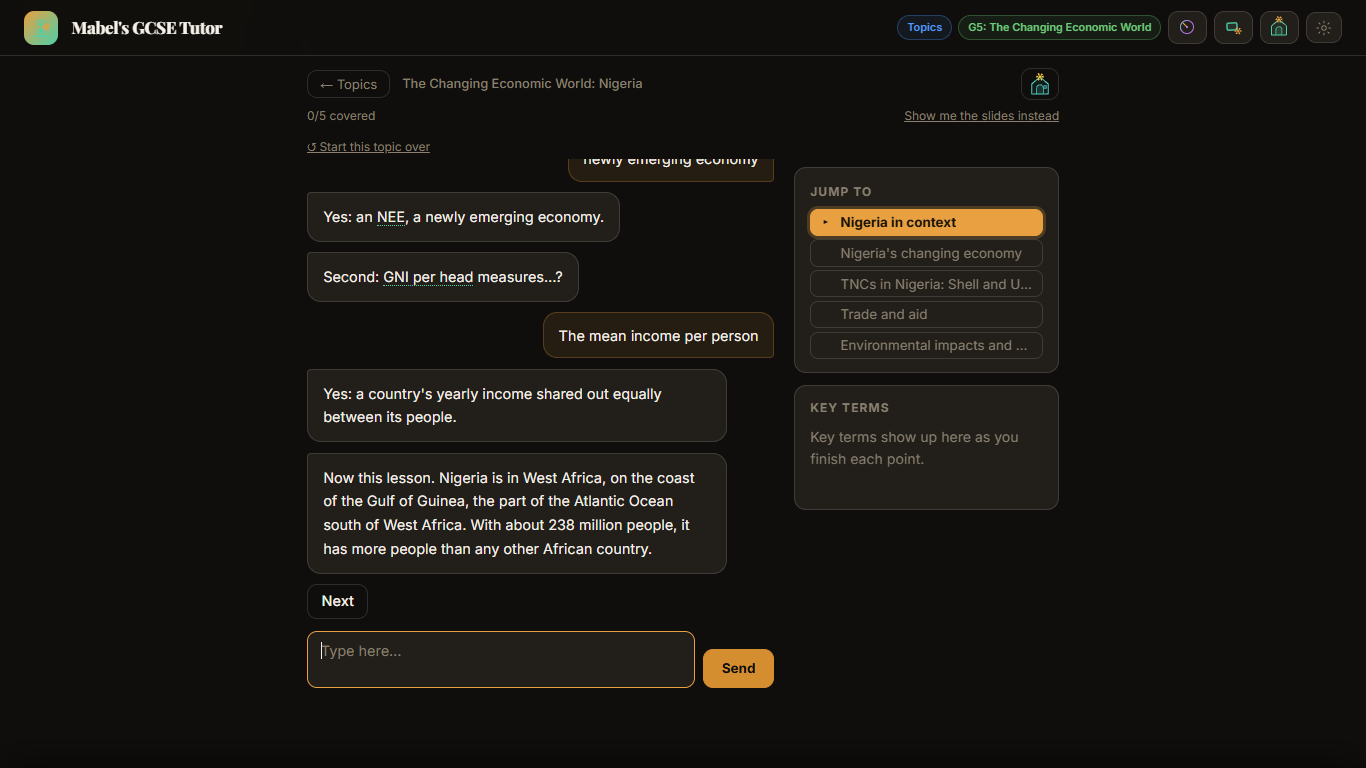 Mabel's GCSE Tutor
Topics
G5: The Changing Economic World
← Topics
The Changing Economic World: Nigeria
0/5 covered
Show me the slides instead
↺ Start this topic over
newly emerging economy
Yes: an NEE, a newly emerging economy.
Second: GNI per head measures...?
The mean income per person
Yes: a country's yearly income shared out equally
between its people.
Now this lesson. Nigeria is in West Africa, on the coast
of the Gulf of Guinea, the part of the Atlantic Ocean
south of West Africa. With about 238 million people, it
has more people than any other African country.
Next
Type here...
Send
JUMP TO
▸ Nigeria in context
Nigeria's changing economy
TNCs in Nigeria: Shell and U...
Trade and aid
Environmental impacts and ...
KEY TERMS
Key terms show up here as you
finish each point.